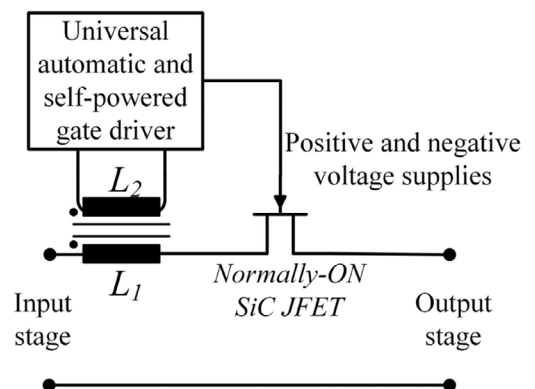 Universal
automatic and
self-powered
gate driver
Positive and negative
voltage supplies
L2
L1
Normally-ON
SiC JFET
Input
stage
Output
stage